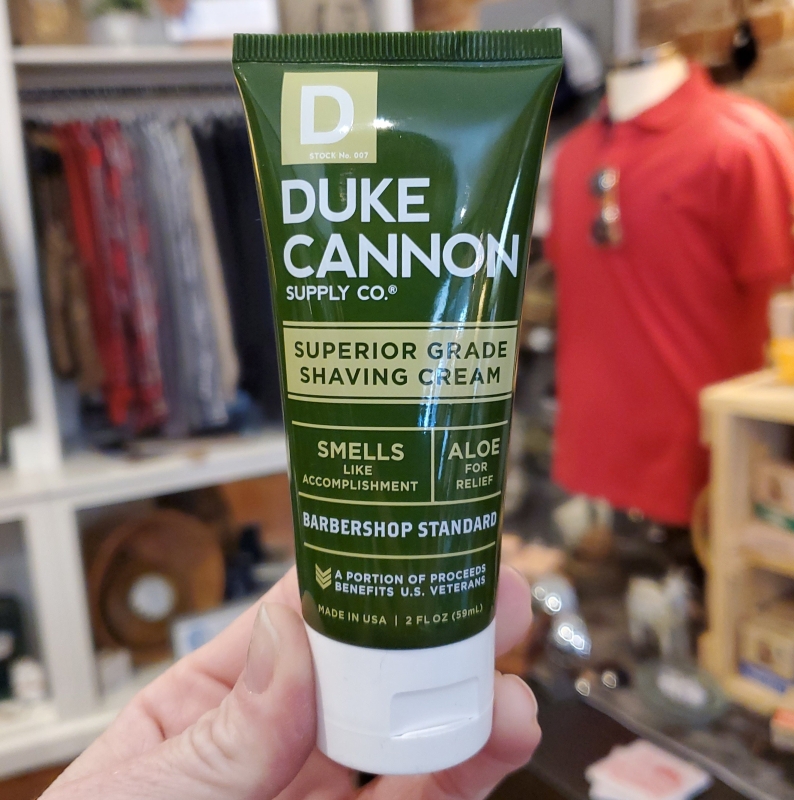 D
STOCK No. 007
DUKE
CANNON
SUPPLY CO.®
SUPERIOR GRADE
SHAVING CREAM
SMELLS
LIKE
ACCOMPLISHMENT
ALOE
FOR
RELIEF
BARBERSHOP STANDARD
A PORTION OF PROCEEDS
BENEFITS U.S. VETERANS
MADE IN USA | 2 FL OZ (59mL)